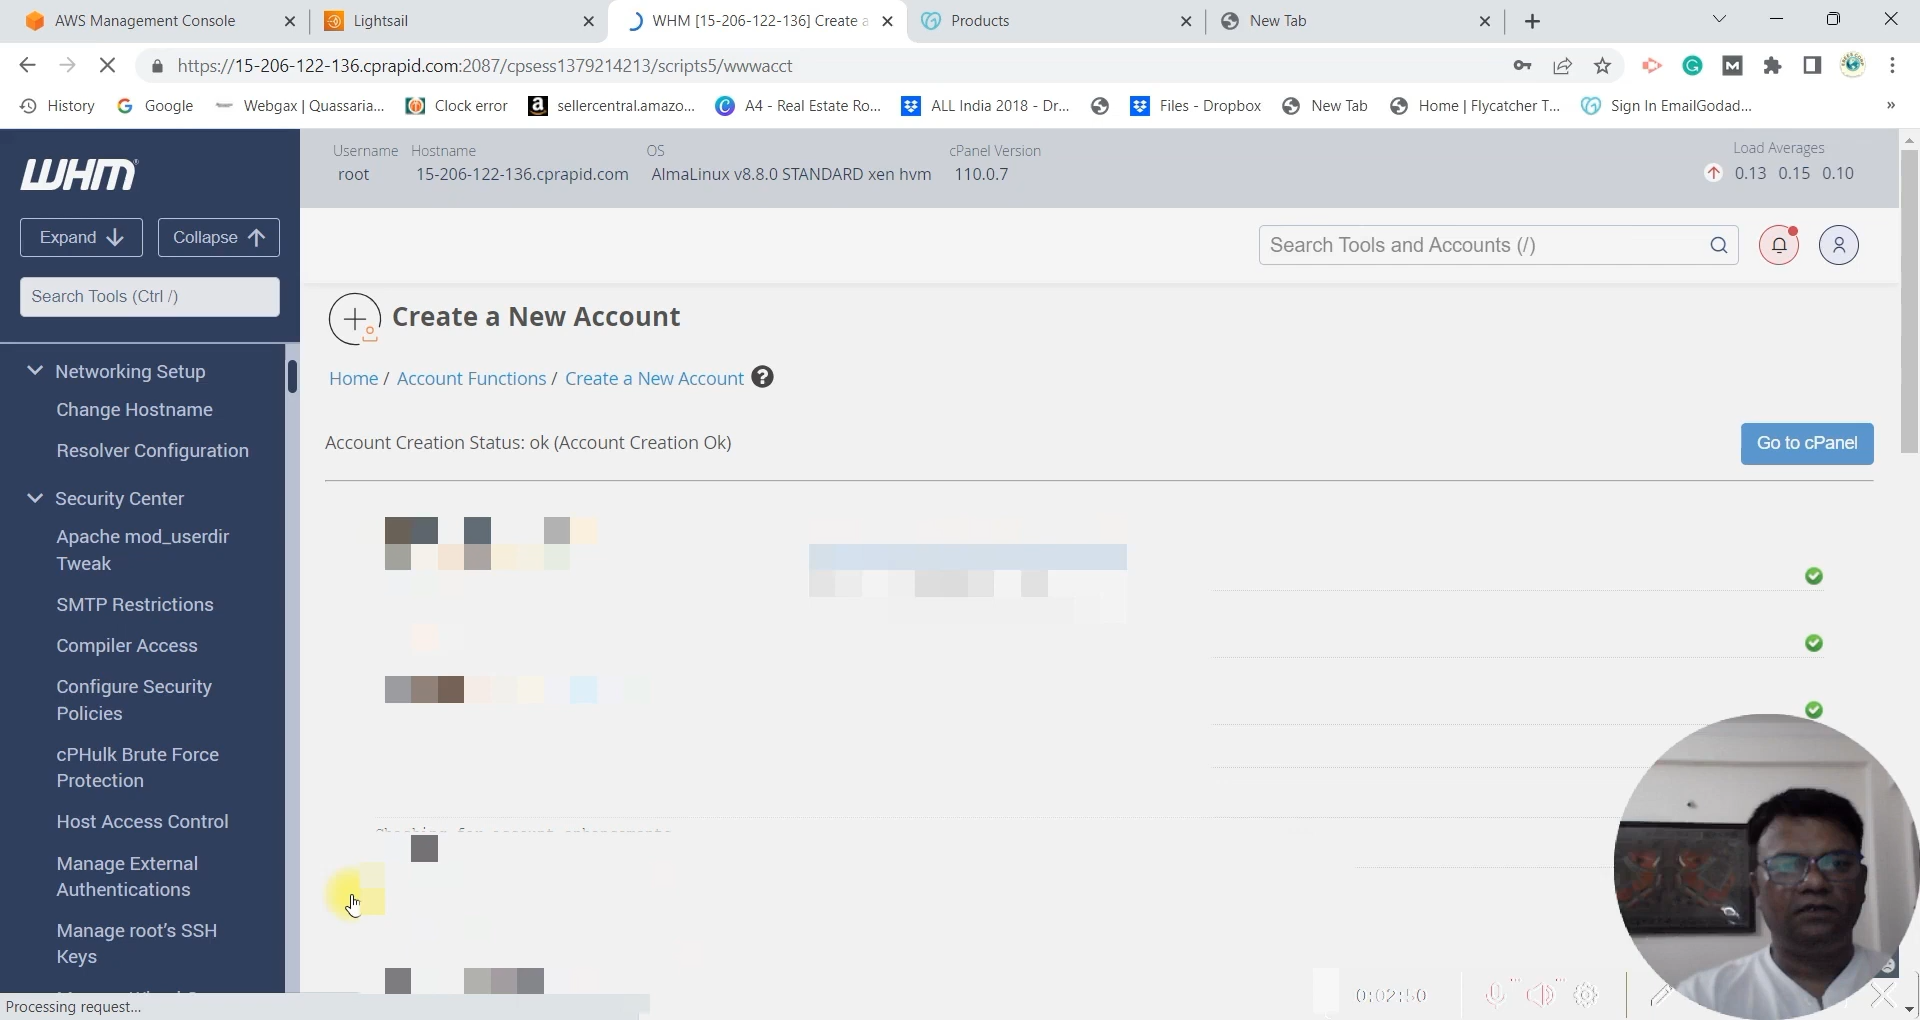 AWS Management Console
Lightsail
WHM [15-206-122-136] Create a
Products
New Tab
https://15-206-122-136.cprapid.com:2087/cpsess1379214213/scripts5/wwwacct
History
Google
Webgax | Quassaria...
Clock error
sellercentral.amazo...
A4 - Real Estate Ro...
ALL India 2018 - Dr...
Files - Dropbox
New Tab
Home | Flycatcher T...
Sign In EmailGodad...
»
WHM
Username
Hostname
OS
cPanel Version
Load Averages
root
15-206-122-136.cprapid.com
AlmaLinux v8.8.0 STANDARD xen hvm
110.0.7
0.13 0.15 0.10
Expand
Collapse
Search Tools (Ctrl /)
Search Tools and Accounts (/)
Create a New Account
Home / Account Functions / Create a New Account
Account Creation Status: ok (Account Creation Ok)
Go to cPanel
Networking Setup
Change Hostname
Resolver Configuration
Security Center
Apache mod_userdir
Tweak
SMTP Restrictions
Compiler Access
Configure Security
Policies
cPHulk Brute Force
Protection
Host Access Control
Manage External
Authentications
Manage root's SSH
Keys
Processing request...
0:02:50